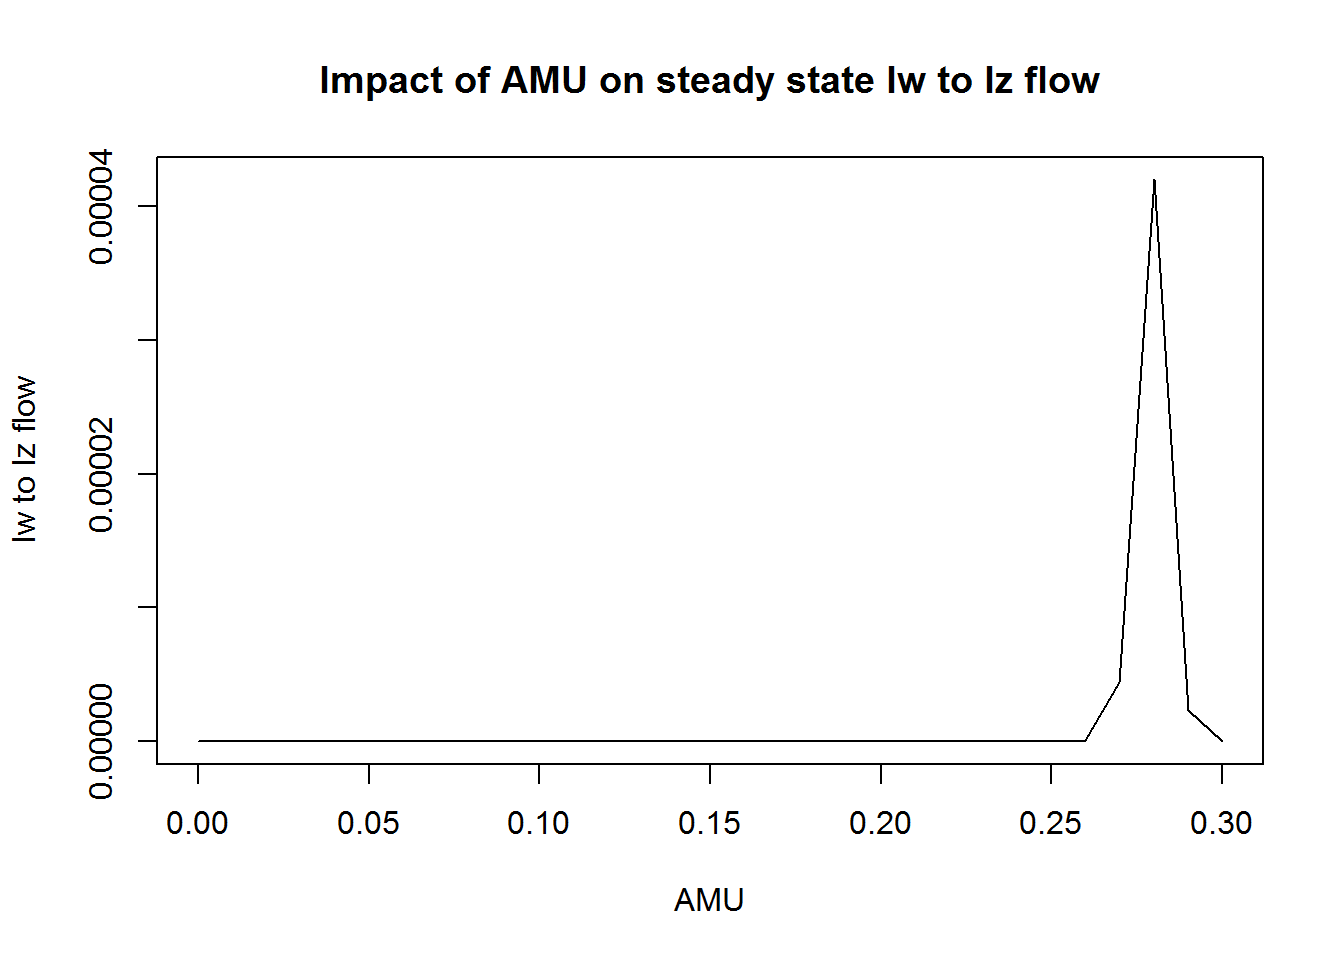 Impact of AMU on steady state Iw to Iz flow
Iw to Iz flow
0.00004
0.00002
0.00000
0.00 0.05 0.10 0.15 0.20 0.25 0.30
AMU